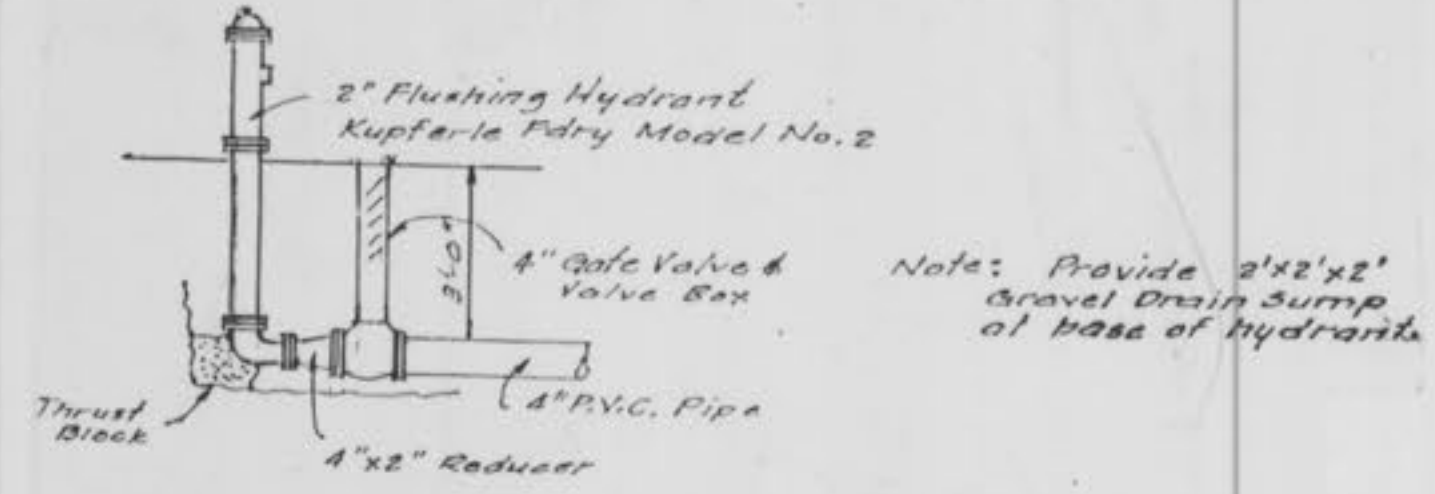 2" Flushing Hydrant
Kupferle Fdry Model No. 2
4" Gate Valve &
Valve Box
3'0"
Note: Provide 2'x2'x2'
Gravel Drain Sump
at base of hydrant
4" P.V.C. Pipe
Thrust
Block
4"x2" Reducer